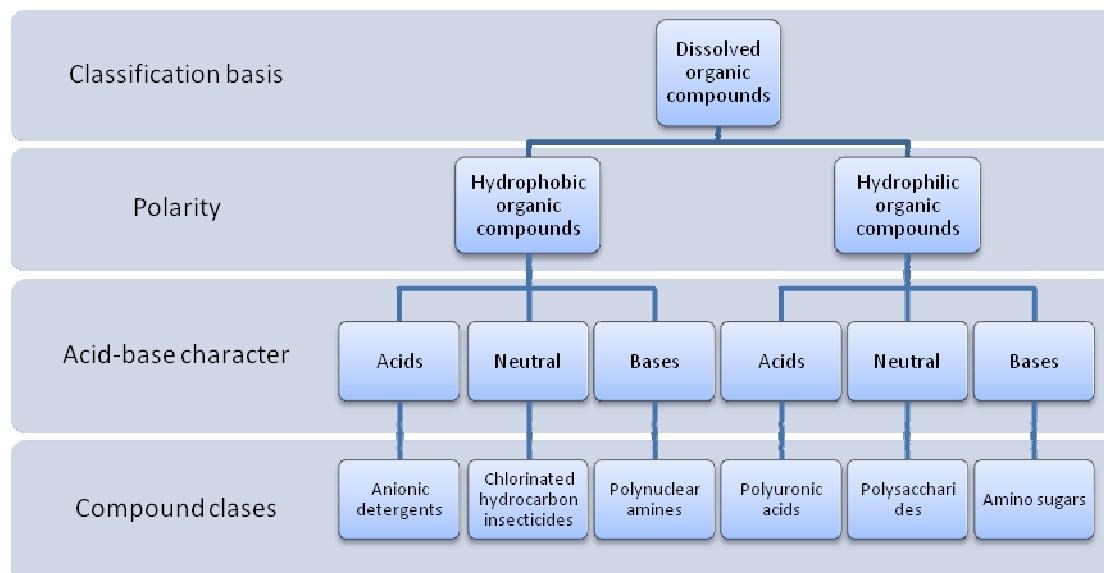 Classification basis
Dissolved
organic
compounds
Polarity
Hydrophobic
organic
compounds
Hydrophilic
organic
compounds
Acid-base character
Acids
Neutral
Bases
Acids
Neutral
Bases
Compound clases
Anionic
detergents
Chlorinated
hydrocarbon
insecticides
Polynuclear
amines
Polyuronic
acids
Polysacchari
des
Amino sugars